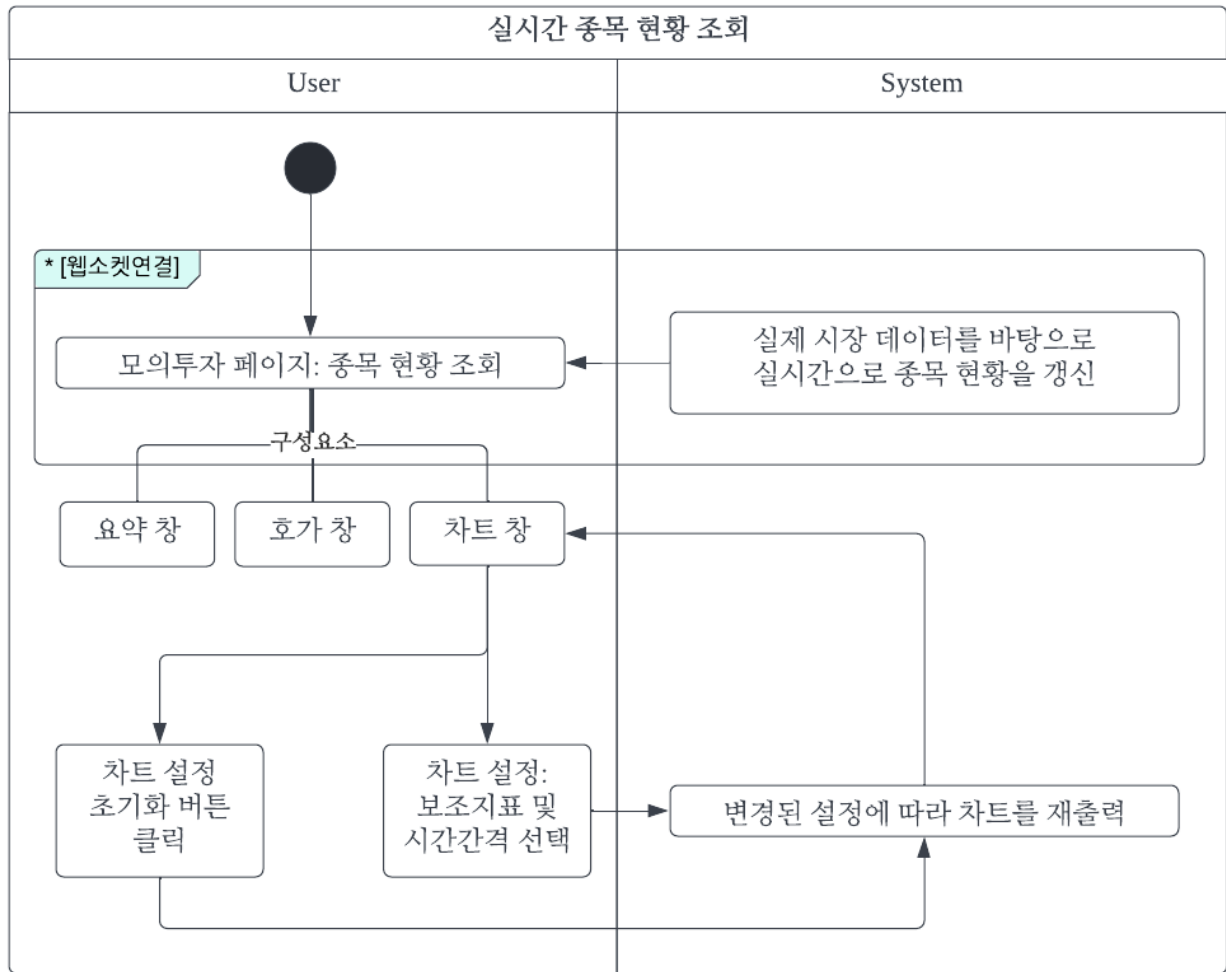 실시간 종목 현황 조회
User
System
* [웹소켓연결]
모의투자 페이지: 종목 현황 조회
실제 시장 데이터를 바탕으로
실시간으로 종목 현황을 갱신
구성요소
요약 창
호가 창
차트 창
차트 설정
초기화 버튼
클릭
차트 설정:
보조지표 및
시간간격 선택
변경된 설정에 따라 차트를 재출력